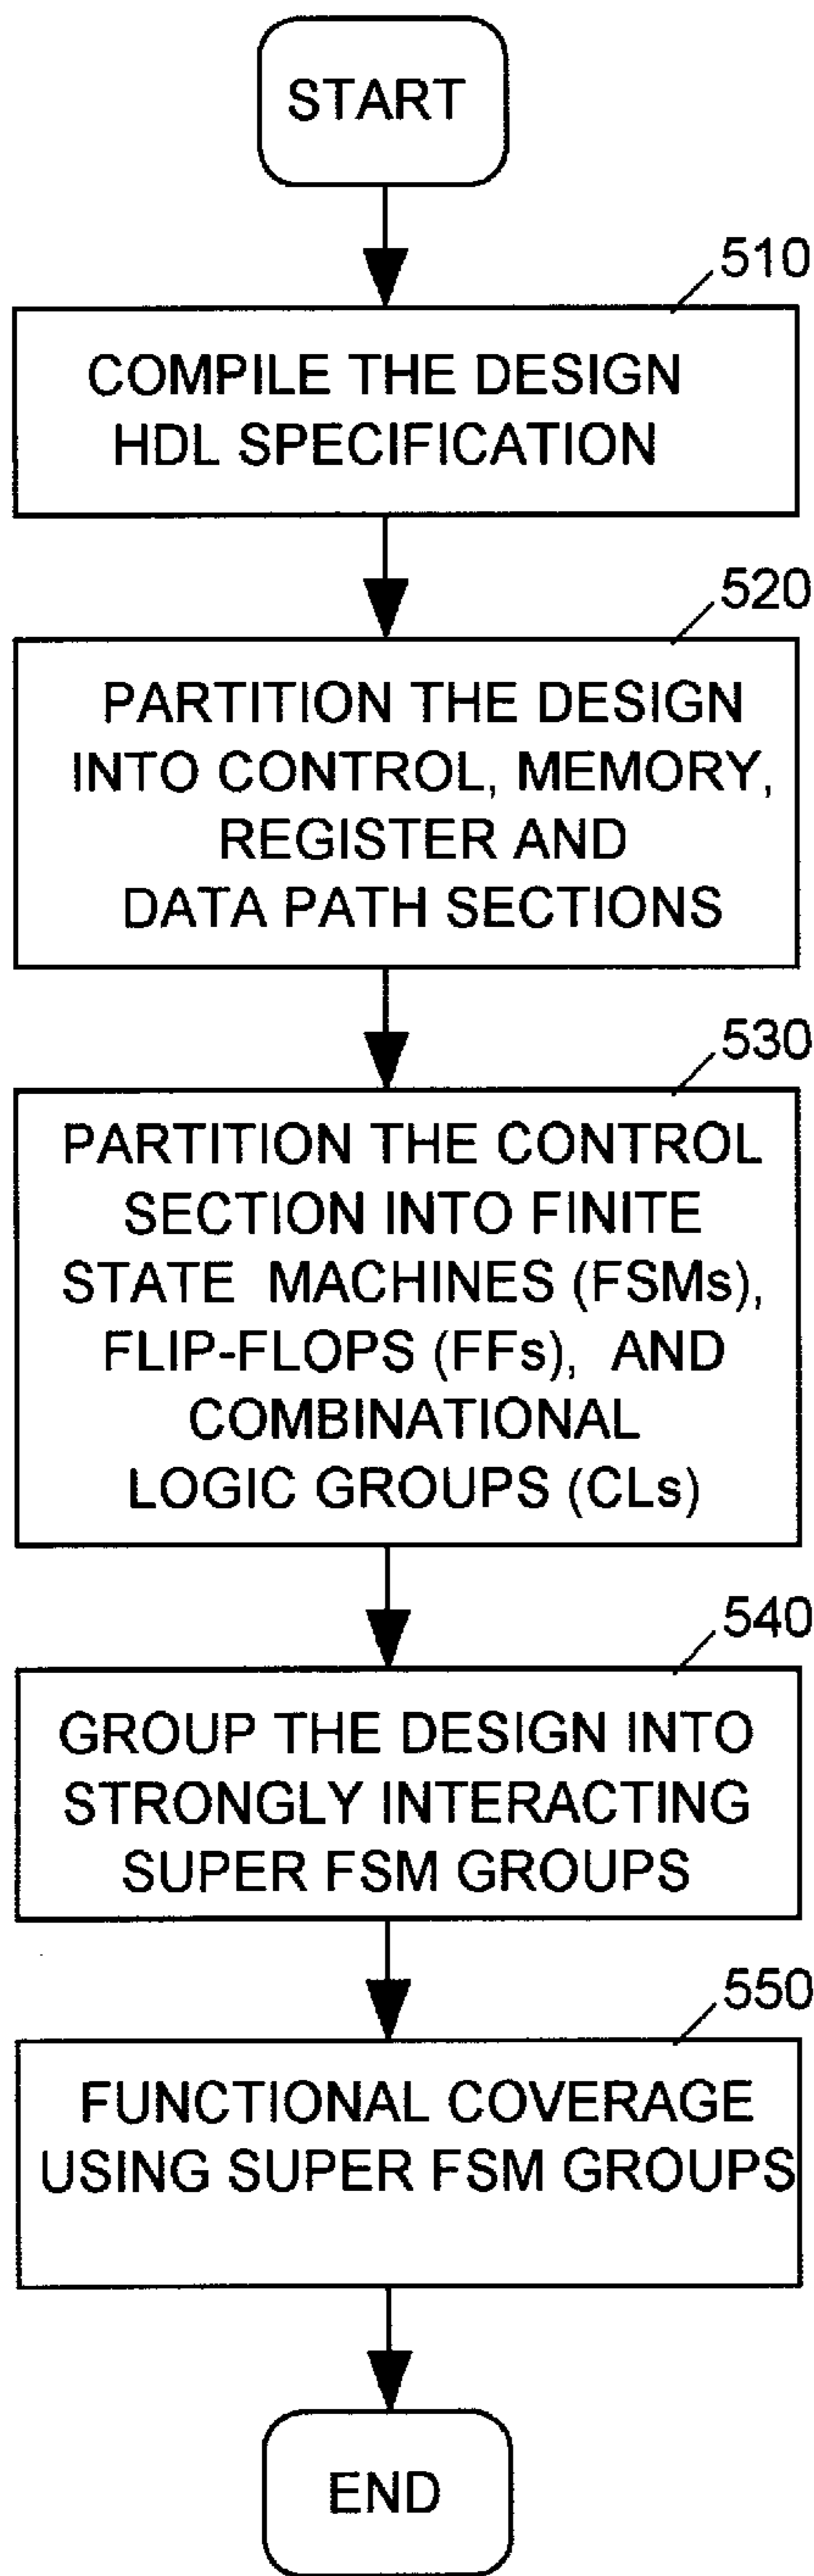 START
510
COMPILE THE DESIGN
HDL SPECIFICATION
520
PARTITION THE DESIGN
INTO CONTROL, MEMORY,
REGISTER AND
DATA PATH SECTIONS
530
PARTITION THE CONTROL
SECTION INTO FINITE
STATE MACHINES (FSMs),
FLIP-FLOPS (FFs), AND
COMBINATIONAL
LOGIC GROUPS (CLs)
540
GROUP THE DESIGN INTO
STRONGLY INTERACTING
SUPER FSM GROUPS
550
FUNCTIONAL COVERAGE
USING SUPER FSM GROUPS
END